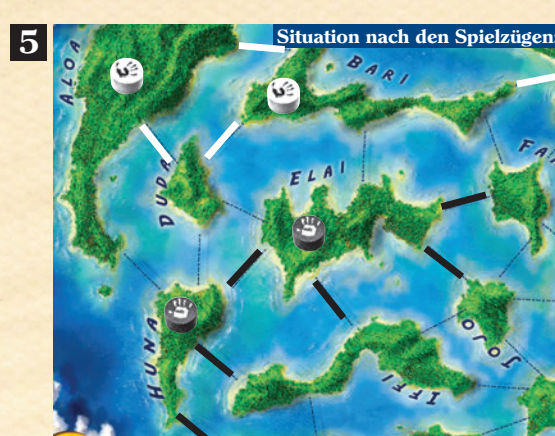 5
Situation nach den Spielzügen:
ALOA
BARI
FA
DUDA
ELAI
HUNA
JOJO
IFFI